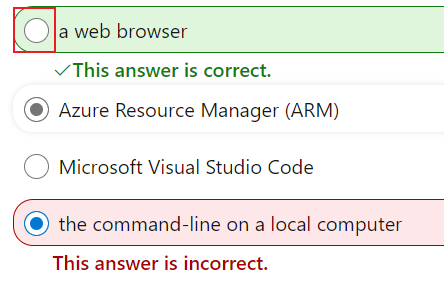 a web browser
✓This answer is correct.
Azure Resource Manager (ARM)
Microsoft Visual Studio Code
the command-line on a local computer
This answer is incorrect.